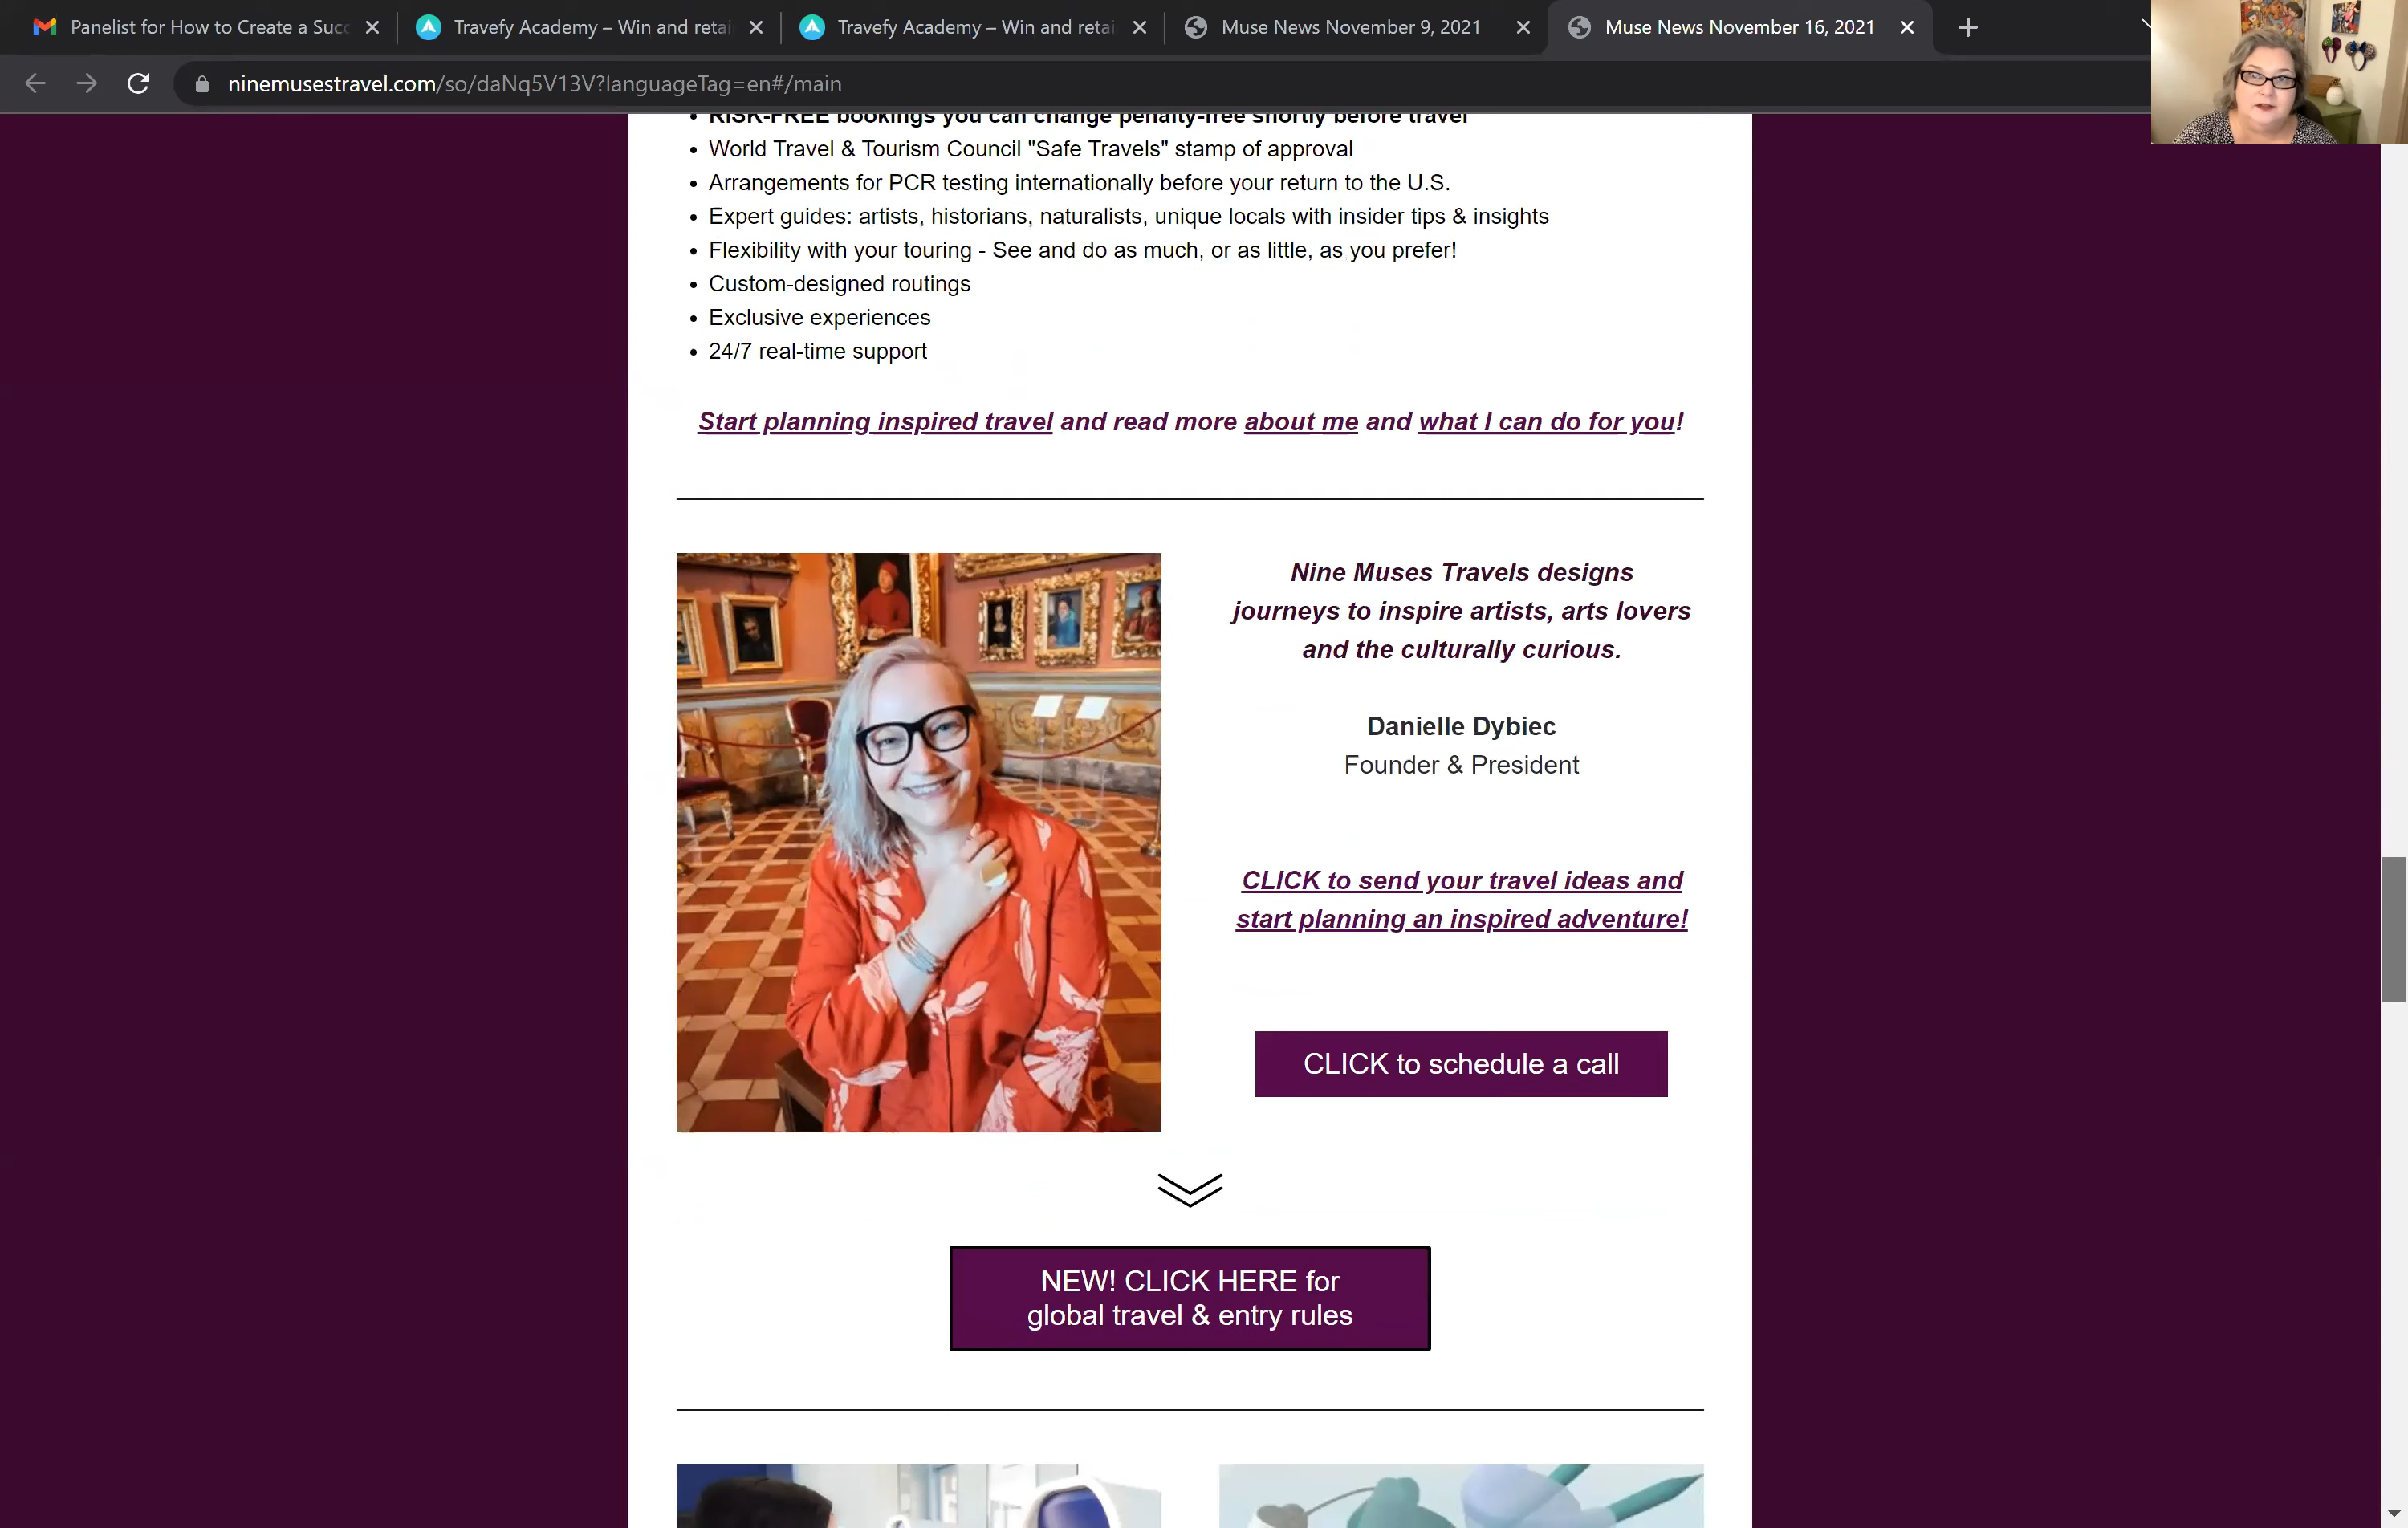 Panelist for How to Create a Succ
Travefy Academy – Win and retai
Travefy Academy – Win and retai
Muse News November 9, 2021
Muse News November 16, 2021
ninemusestravel.com/so/daNq5V13V?languageTag=en#/main
• RISK-FREE bookings you can change penalty-free shortly before travel
• World Travel & Tourism Council "Safe Travels" stamp of approval
• Arrangements for PCR testing internationally before your return to the U.S.
• Expert guides: artists, historians, naturalists, unique locals with insider tips & insights
• Flexibility with your touring - See and do as much, or as little, as you prefer!
• Custom-designed routings
• Exclusive experiences
• 24/7 real-time support
Start planning inspired travel and read more about me and what I can do for you!
Nine Muses Travels designs
journeys to inspire artists, arts lovers
and the culturally curious.
Danielle Dybiec
Founder & President
CLICK to send your travel ideas and
start planning an inspired adventure!
CLICK to schedule a call
NEW! CLICK HERE for
global travel & entry rules